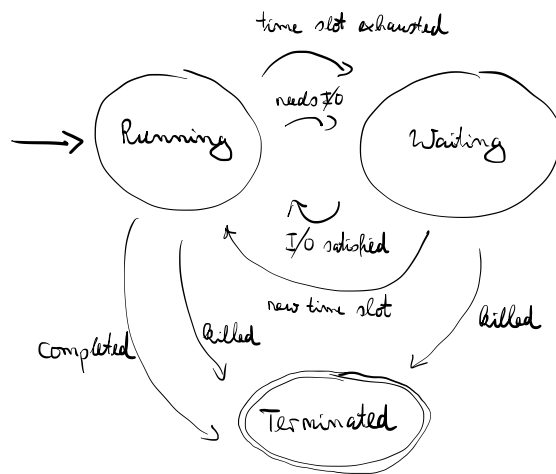 time slot exhausted
needs I/O
Running
Waiting
I/O satisfied
new time slot
completed
killed
killed
Terminated